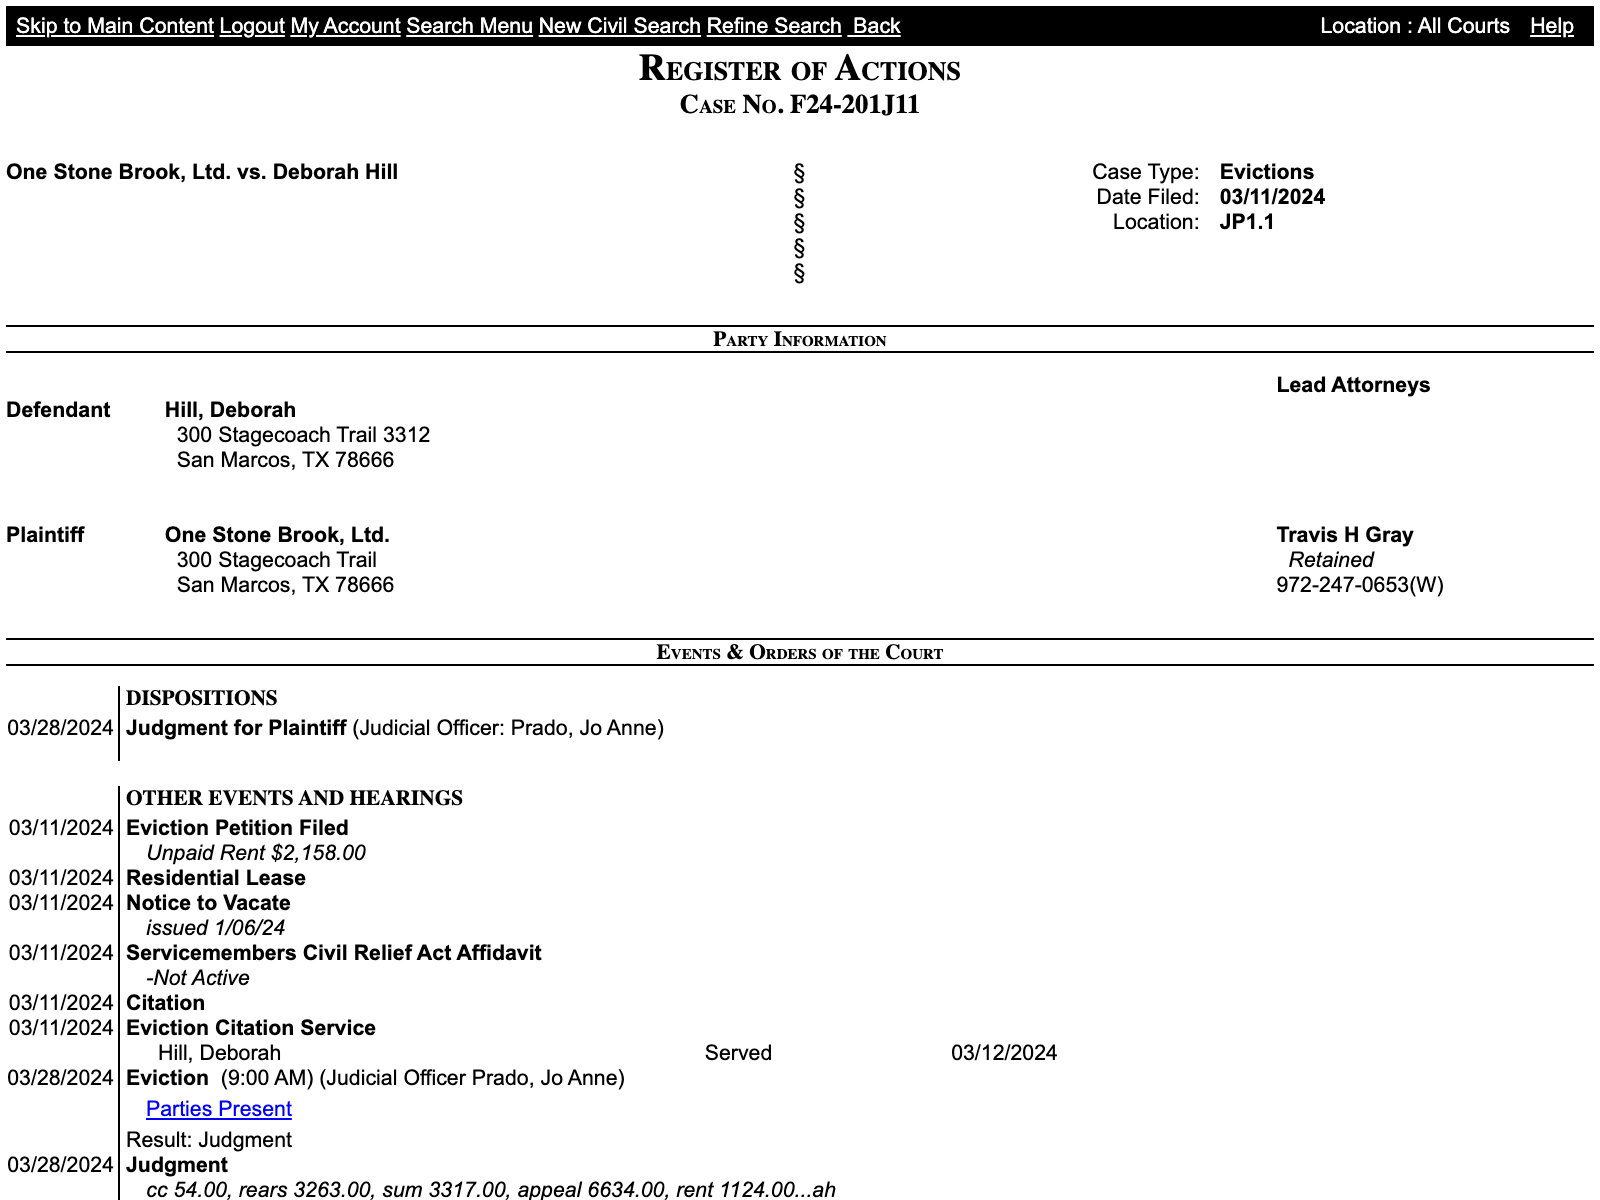 Skip to Main Content Logout My Account Search Menu New Civil Search Refine Search Back Location : All Courts Help
Register of Actions
Case No. F24-201J11
One Stone Brook, Ltd. vs. Deborah Hill
§
§
§
§
§
Case Type: Evictions
Date Filed: 03/11/2024
Location: JP1.1
Party Information
Lead Attorneys
Defendant Hill, Deborah
300 Stagecoach Trail 3312
San Marcos, TX 78666
Plaintiff One Stone Brook, Ltd. Travis H Gray
300 Stagecoach Trail Retained
San Marcos, TX 78666 972-247-0653(W)
Events & Orders of the Court
DISPOSITIONS
03/28/2024 Judgment for Plaintiff (Judicial Officer: Prado, Jo Anne)
OTHER EVENTS AND HEARINGS
03/11/2024 Eviction Petition Filed
Unpaid Rent $2,158.00
03/11/2024 Residential Lease
03/11/2024 Notice to Vacate
issued 1/06/24
03/11/2024 Servicemembers Civil Relief Act Affidavit
-Not Active
03/11/2024 Citation
03/11/2024 Eviction Citation Service
Hill, Deborah Served 03/12/2024
03/28/2024 Eviction (9:00 AM) (Judicial Officer Prado, Jo Anne)
Parties Present
Result: Judgment
03/28/2024 Judgment
cc 54.00, rears 3263.00, sum 3317.00, appeal 6634.00, rent 1124.00...ah